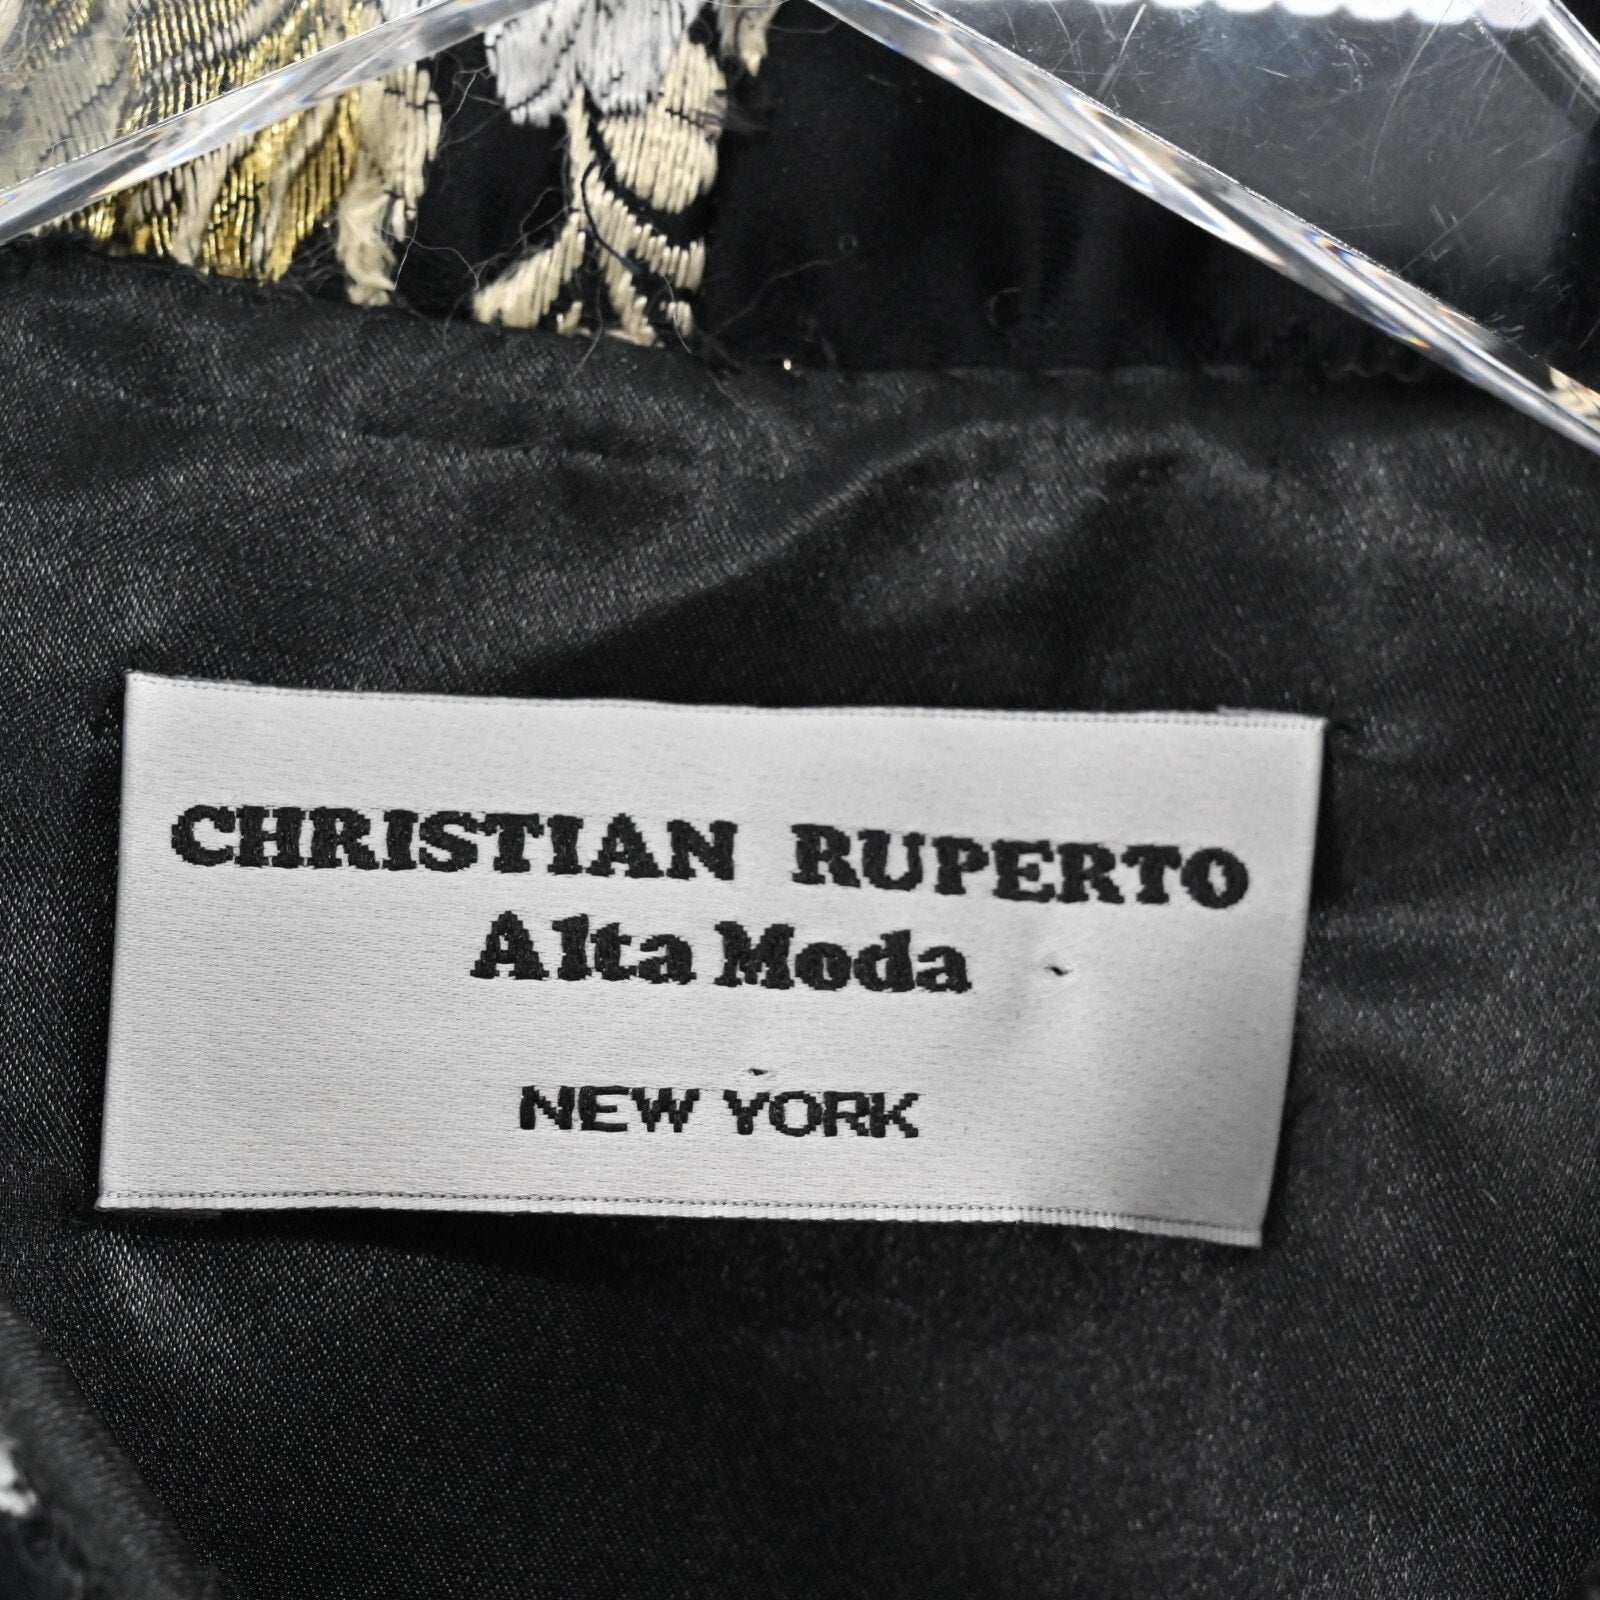 CHRISTIAN RUPERTO
Alta Moda
NEW YORK